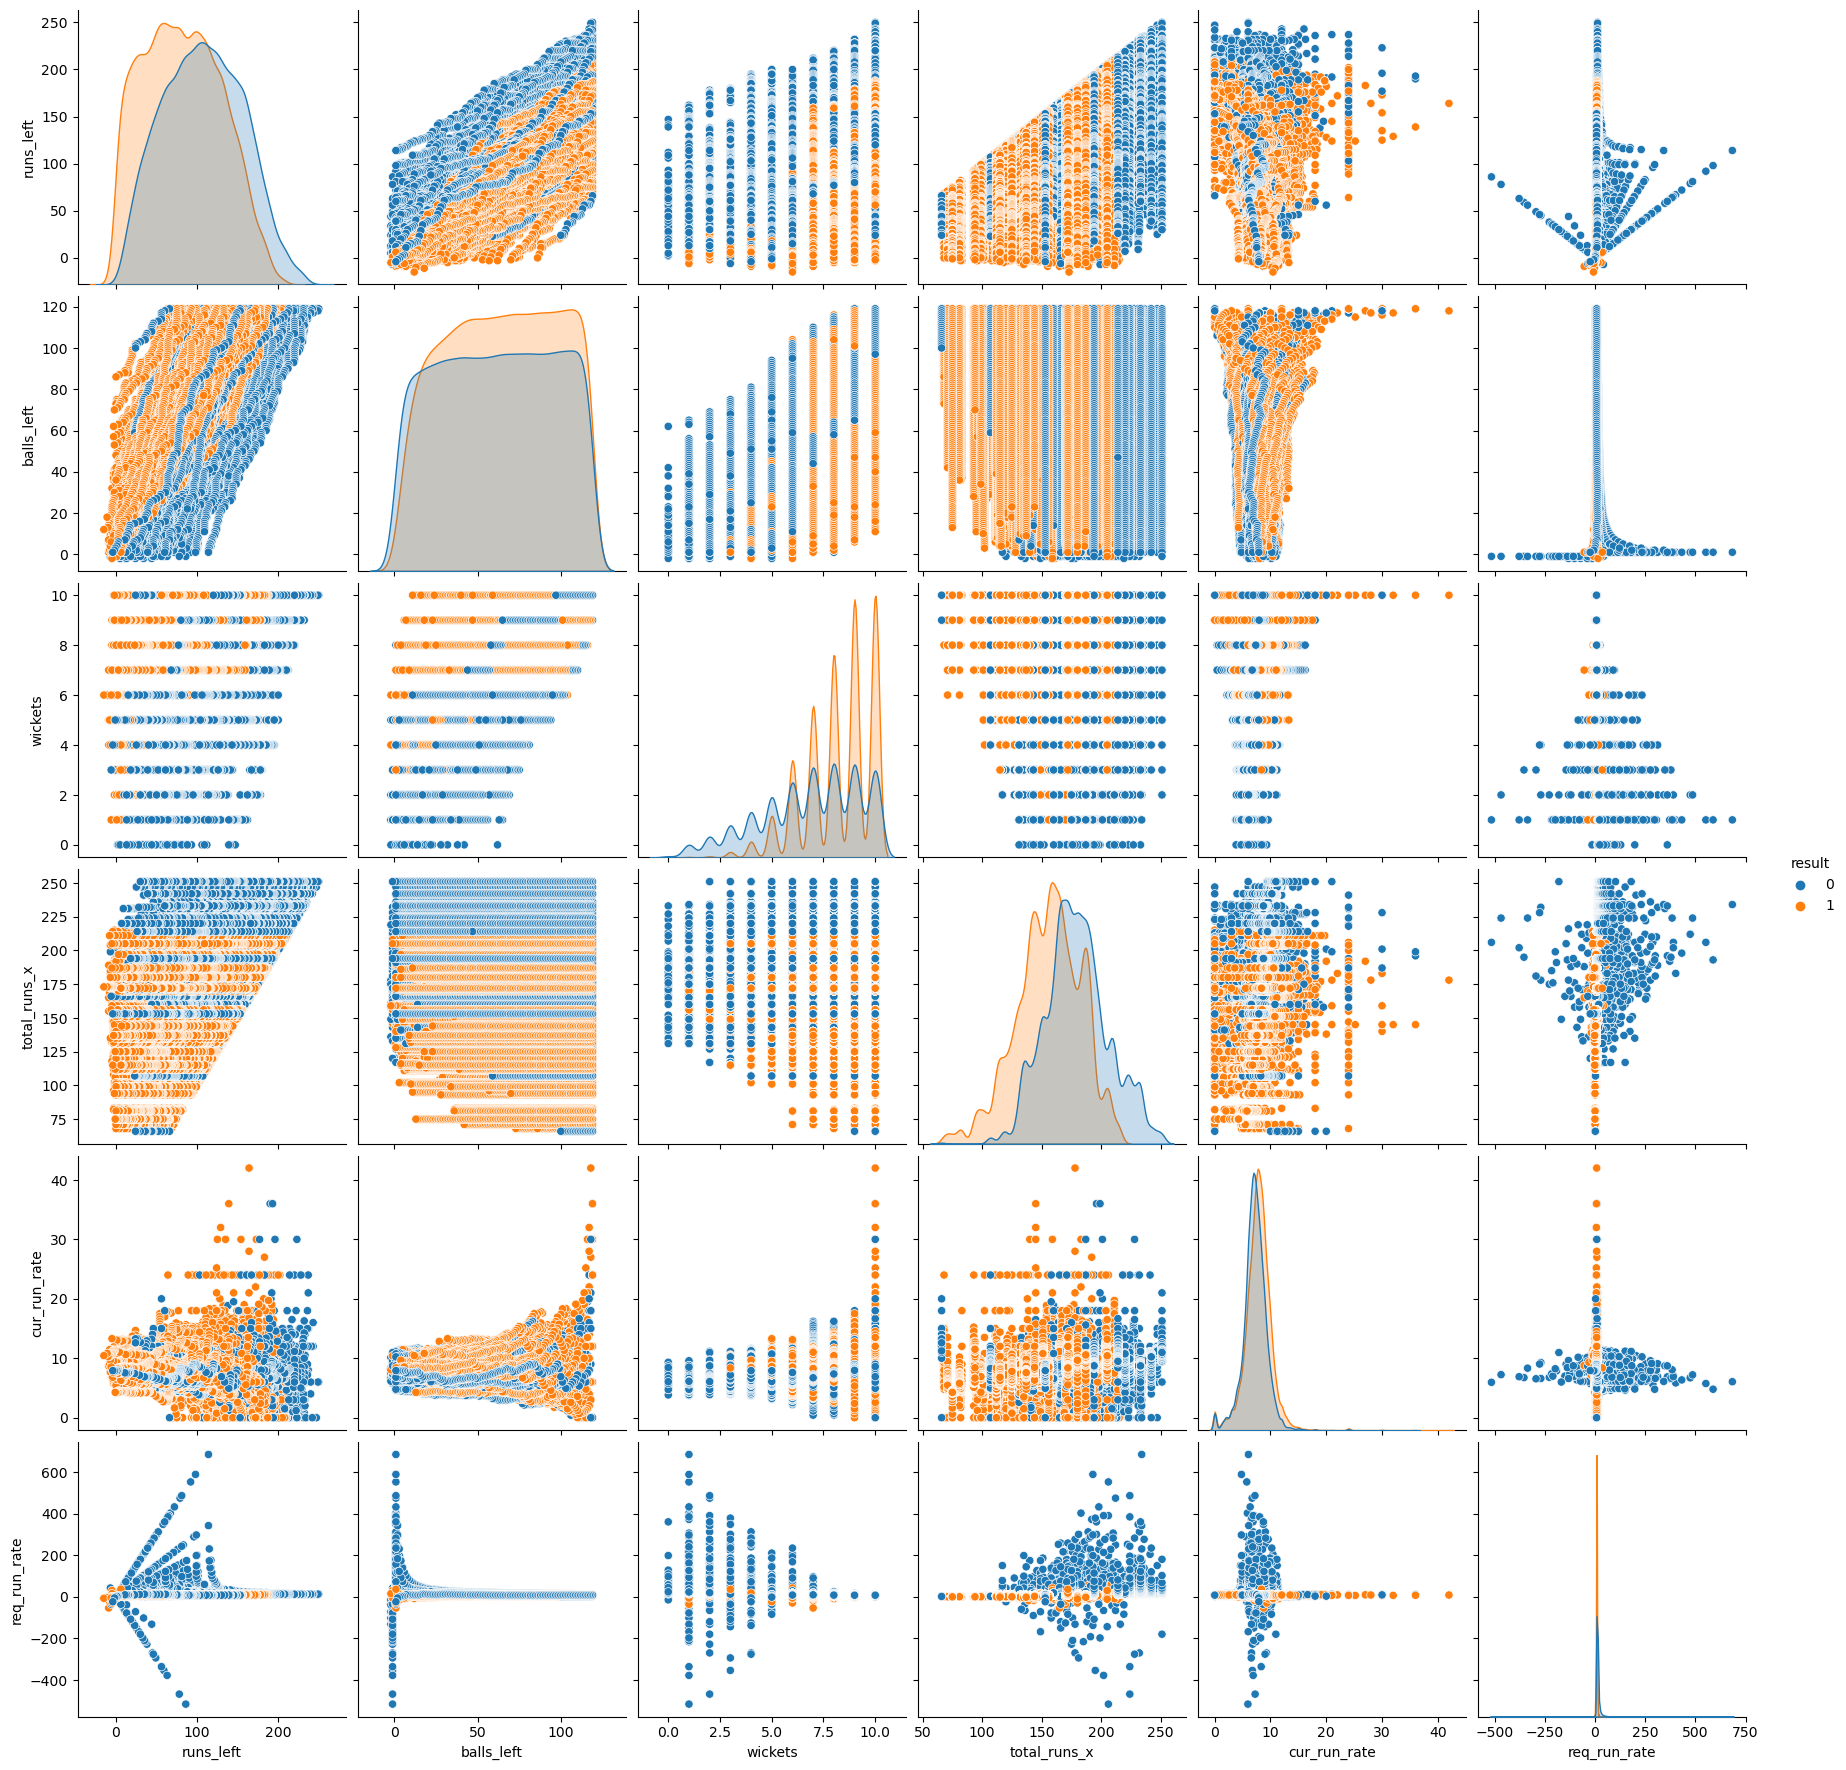 250
200
150
100
50
0
runs_left
120
100
80
60
40
20
0
balls_left
10
8
6
4
2
0
wickets
250
225
200
175
150
125
100
75
total_runs_x
40
30
20
10
0
cur_run_rate
600
400
200
0
−200
−400
req_run_rate
0 100 200
0 50 100
0.0 2.5 5.0 7.5 10.0
50 100 150 200 250
0 10 20 30 40
−500 −250 0 250 500 750
runs_left balls_left wickets total_runs_x cur_run_rate req_run_rate
result
0
1